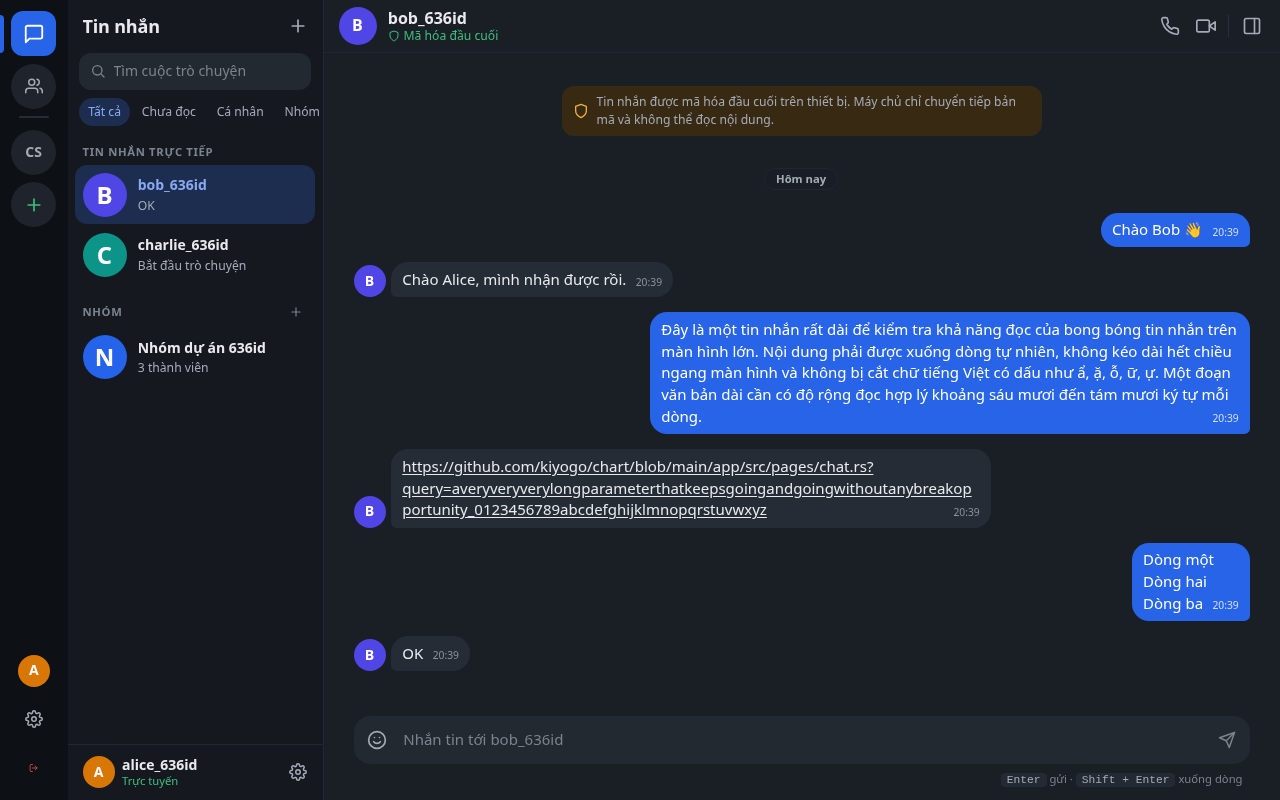 CS
A
Tin nhắn
Tìm cuộc trò chuyện
Tất cả Chưa đọc Cá nhân Nhóm
TIN NHẮN TRỰC TIẾP
B
bob_636id
OK
C
charlie_636id
Bắt đầu trò chuyện
NHÓM
N
Nhóm dự án 636id
3 thành viên
A
alice_636id
Trực tuyến
B
bob_636id
Mã hóa đầu cuối
Tin nhắn được mã hóa đầu cuối trên thiết bị. Máy chủ chỉ chuyển tiếp bản
mã và không thể đọc nội dung.
Hôm nay
Chào Bob 👋 20:39
B
Chào Alice, mình nhận được rồi. 20:39
Đây là một tin nhắn rất dài để kiểm tra khả năng đọc của bong bóng tin nhắn trên
màn hình lớn. Nội dung phải được xuống dòng tự nhiên, không kéo dài hết chiều
ngang màn hình và không bị cắt chữ tiếng Việt có dấu như ẩ, ặ, ỗ, ữ, ự. Một đoạn
văn bản dài cần có độ rộng đọc hợp lý khoảng sáu mươi đến tám mươi ký tự mỗi
dòng. 20:39
https://github.com/kiyogo/chart/blob/main/app/src/pages/chat.rs?
query=averyveryverylongparameterthatkeepsgoingandgoingwithoutanybreakop
portunity_0123456789abcdefghijklmnopqrstuvwxyz 20:39
B
Dòng một
Dòng hai
Dòng ba 20:39
B
OK 20:39
Nhắn tin tới bob_636id
Enter gửi · Shift + Enter xuống dòng